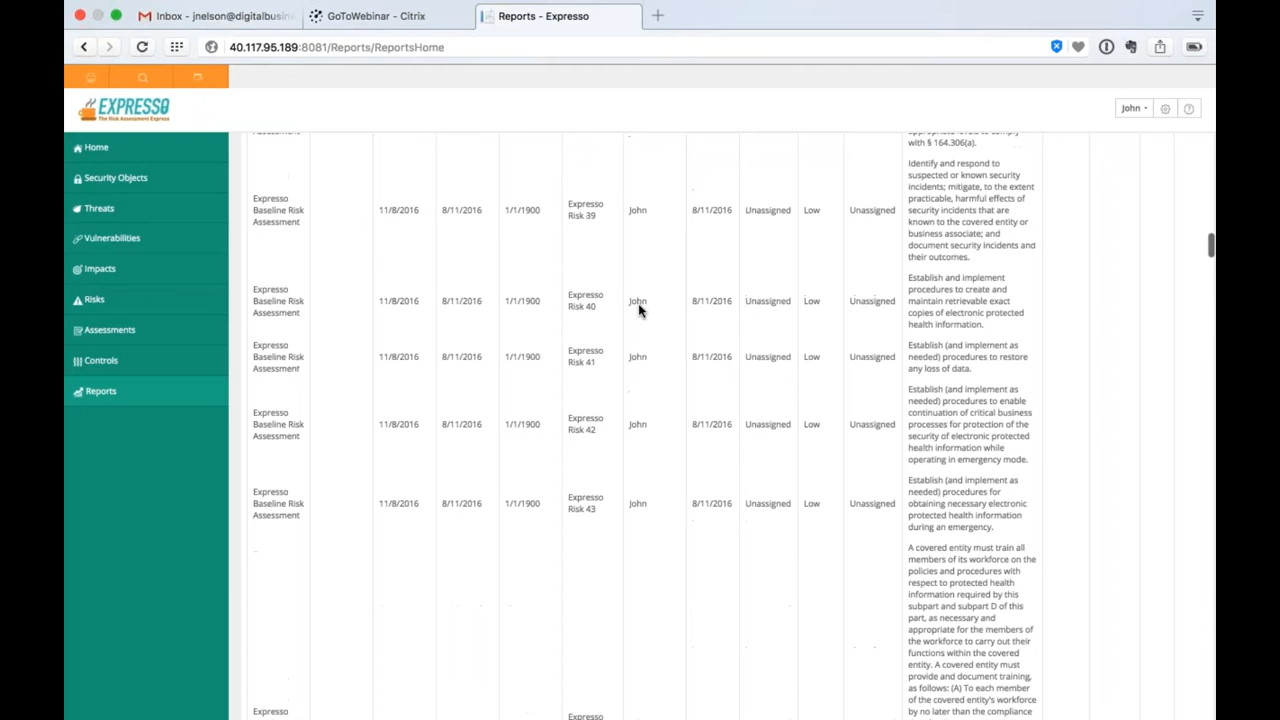 Inbox - jnelson@digitalbusin
GoToWebinar - Citrix
Reports - Expresso
40.117.95.189:8081/Reports/ReportsHome
EXPRESSO
The Risk Assessment Express
John
Home
Security Objects
Threats
Vulnerabilities
Impacts
Risks
Assessments
Controls
Reports
with § 164.306(a).
Expresso
Baseline Risk
Assessment
11/8/2016
8/11/2016
1/1/1900
Expresso
Risk 39
John
8/11/2016
Unassigned
Low
Unassigned
Identify and respond to
suspected or known security
incidents; mitigate, to the extent
practicable, harmful effects of
security incidents that are
known to the covered entity or
business associate; and
document security incidents and
their outcomes.
Expresso
Baseline Risk
Assessment
11/8/2016
8/11/2016
1/1/1900
Expresso
Risk 40
John
8/11/2016
Unassigned
Low
Unassigned
Establish and implement
procedures to create and
maintain retrievable exact
copies of electronic protected
health information.
Expresso
Baseline Risk
Assessment
11/8/2016
8/11/2016
1/1/1900
Expresso
Risk 41
John
8/11/2016
Unassigned
Low
Unassigned
Establish (and implement as
needed) procedures to restore
any loss of data.
Expresso
Baseline Risk
Assessment
11/8/2016
8/11/2016
1/1/1900
Expresso
Risk 42
John
8/11/2016
Unassigned
Low
Unassigned
Establish (and implement as
needed) procedures to enable
continuation of critical business
processes for protection of the
security of electronic protected
health information while
operating in emergency mode.
Expresso
Baseline Risk
Assessment
11/8/2016
8/11/2016
1/1/1900
Expresso
Risk 43
John
8/11/2016
Unassigned
Low
Unassigned
Establish (and implement as
needed) procedures for
obtaining necessary electronic
protected health information
during an emergency.
Expresso
Expresso
A covered entity must train all
members of its workforce on the
policies and procedures with
respect to protected health
information required by this
subpart and subpart D of this
part, as necessary and
appropriate for the members of
the workforce to carry out their
functions within the covered
entity. A covered entity must
provide and document training,
as follows: (A) To each member
of the covered entity's workforce
by no later than the compliance